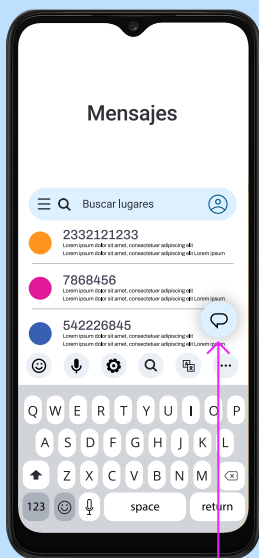 Mensajes
Buscar lugares
2332121233
Lorem ipsum dolor sit amet, consectetuer adipiscing elit
Lorem ipsum dolor sit amet, consectetuer adipiscing elit Lorem ipsum
7868456
Lorem ipsum dolor sit amet, consectetuer adipiscing elit
Lorem ipsum dolor sit amet, consectetuer adipiscing elit Lorem ipsum
542226845
Lorem ipsum dolor sit amet, consectetuer adipiscing elit
Lorem ipsum dolor sit amet, consectetuer adipiscing elit Lorem ipsum
Q W E R T Y U I O P
A S D F G H J K L
Z X C V B N M
123 space return